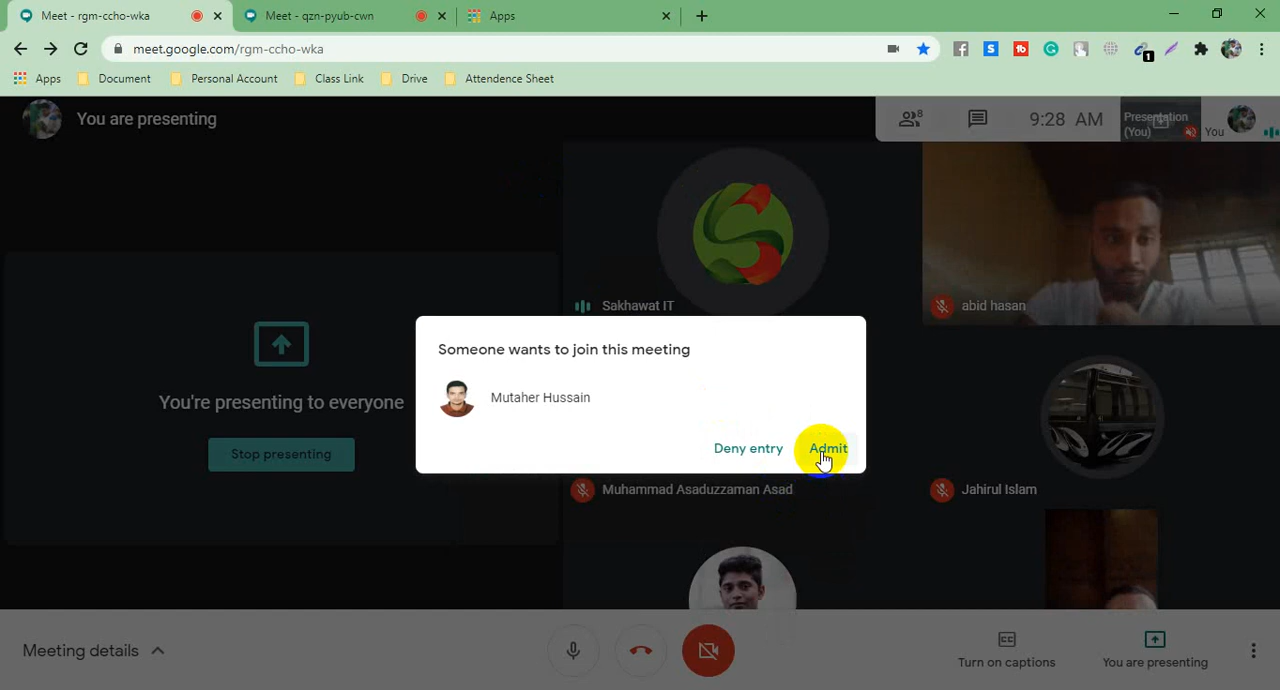 Meet - rgm-ccho-wka
Meet - qzn-pyub-cwn
Apps
meet.google.com/rgm-ccho-wka
1
Apps
Document
Personal Account
Class Link
Drive
Attendence Sheet
You are presenting
8
9:28 AM
Presentation
(You)
You
Sakhawat IT
abid hasan
Someone wants to join this meeting
Mutaher Hussain
Deny entry
Admit
You're presenting to everyone
Stop presenting
Muhammad Asaduzzaman Asad
Jahirul Islam
Meeting details
CC
Turn on captions
You are presenting